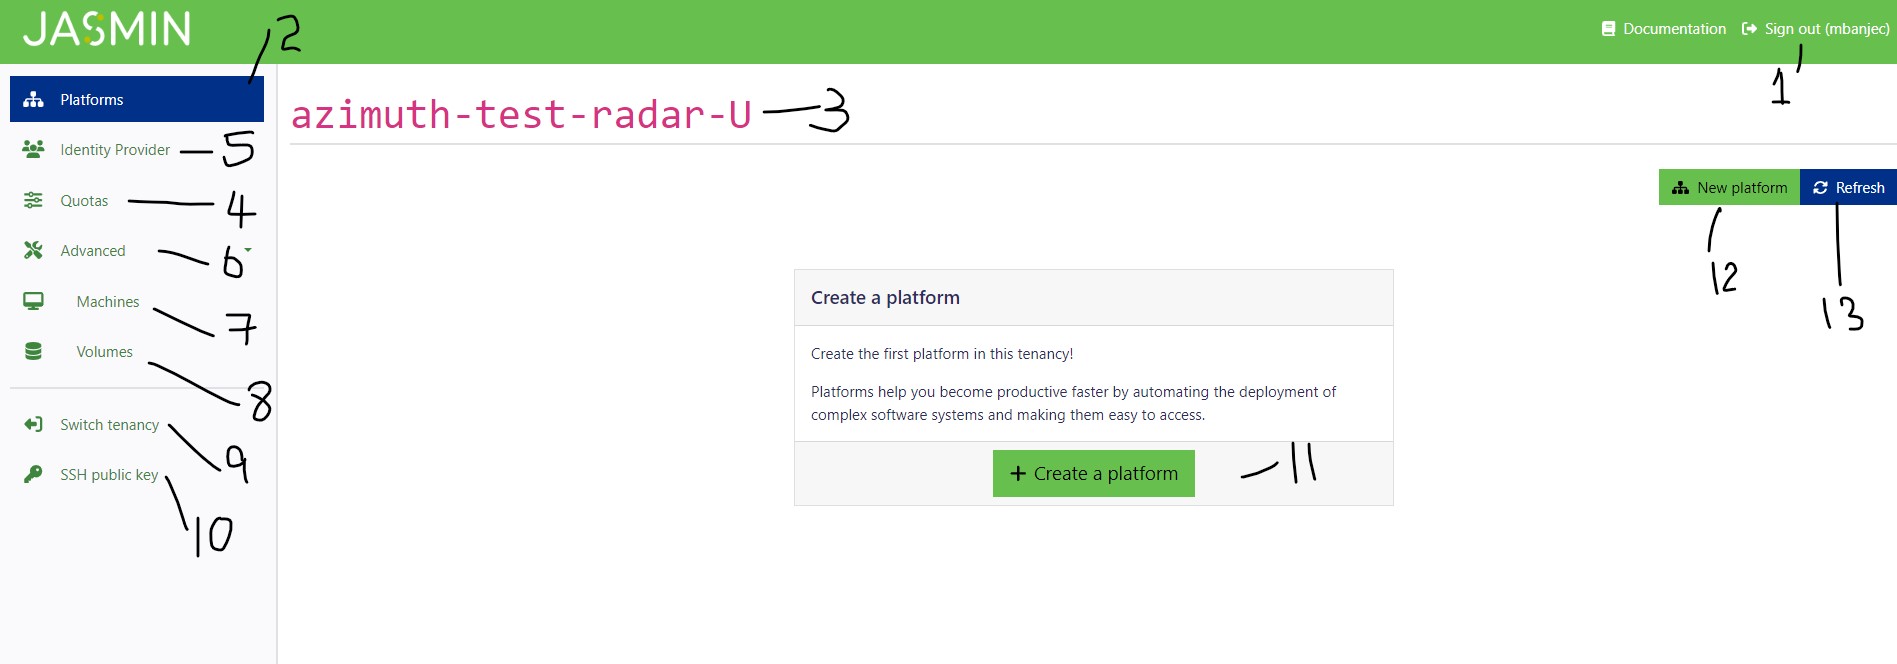 JASMIN
2
Documentation
Sign out (mbanjec)
1
Platforms
azimuth-test-radar-U
3
Identity Provider
5
Quotas
4
Advanced
6
Machines
7
Volumes
8
Switch tenancy
9
SSH public key
10
New platform
Refresh
12
13
Create a platform
Create the first platform in this tenancy!
Platforms help you become productive faster by automating the deployment of
complex software systems and making them easy to access.
+ Create a platform
11